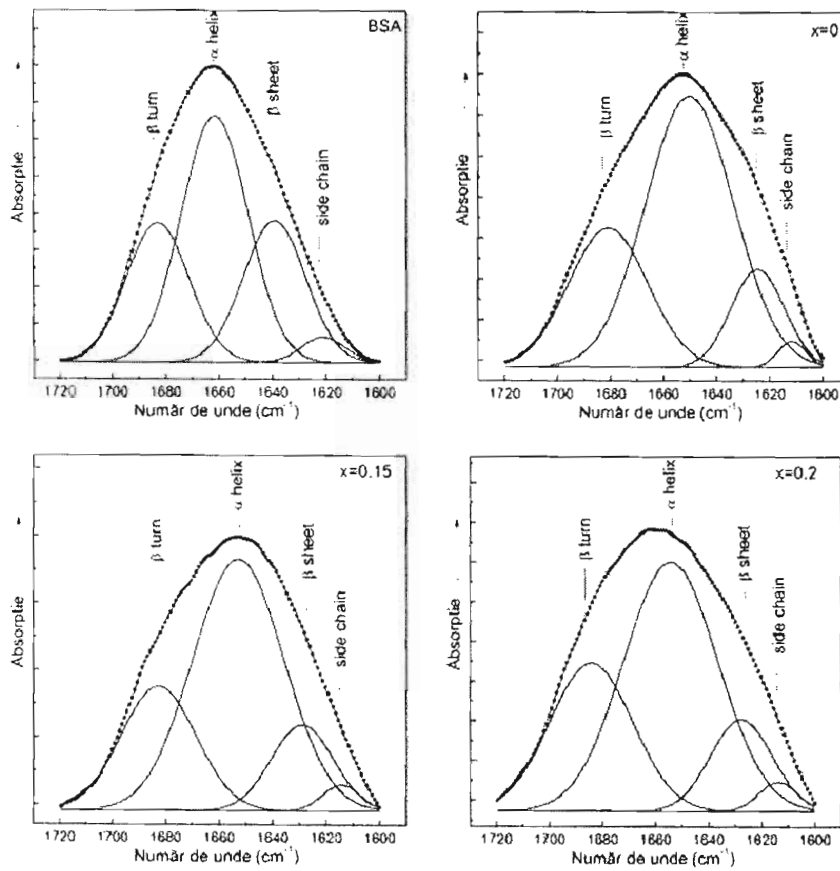 BSA
β turn
α helix
β sheet
side chain
Absorptie
1720 1700 1680 1660 1640 1620 1600
Număr de unde (cm⁻¹)
x=0
β turn
α helix
β sheet
side chain
Absorptie
1720 1700 1680 1660 1640 1620 1600
Număr de unde (cm⁻¹)
x=0.15
β turn
α helix
β sheet
side chain
Absorptie
1720 1700 1680 1660 1640 1620 1600
Număr de unde (cm⁻¹)
x=0.2
β turn
α helix
β sheet
side chain
Absorptie
1720 1700 1680 1660 1640 1620 1600
Număr de unde (cm⁻¹)